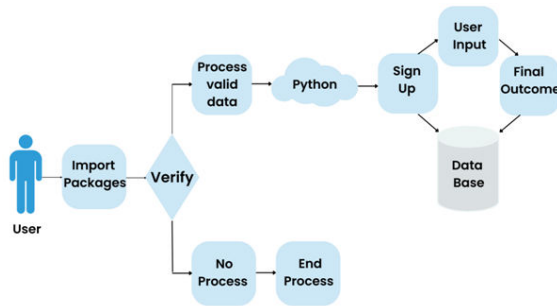 User
Import
Packages
Verify
Process
valid
data
Python
Sign
Up
User
Input
Final
Outcome
Data
Base
No
Process
End
Process